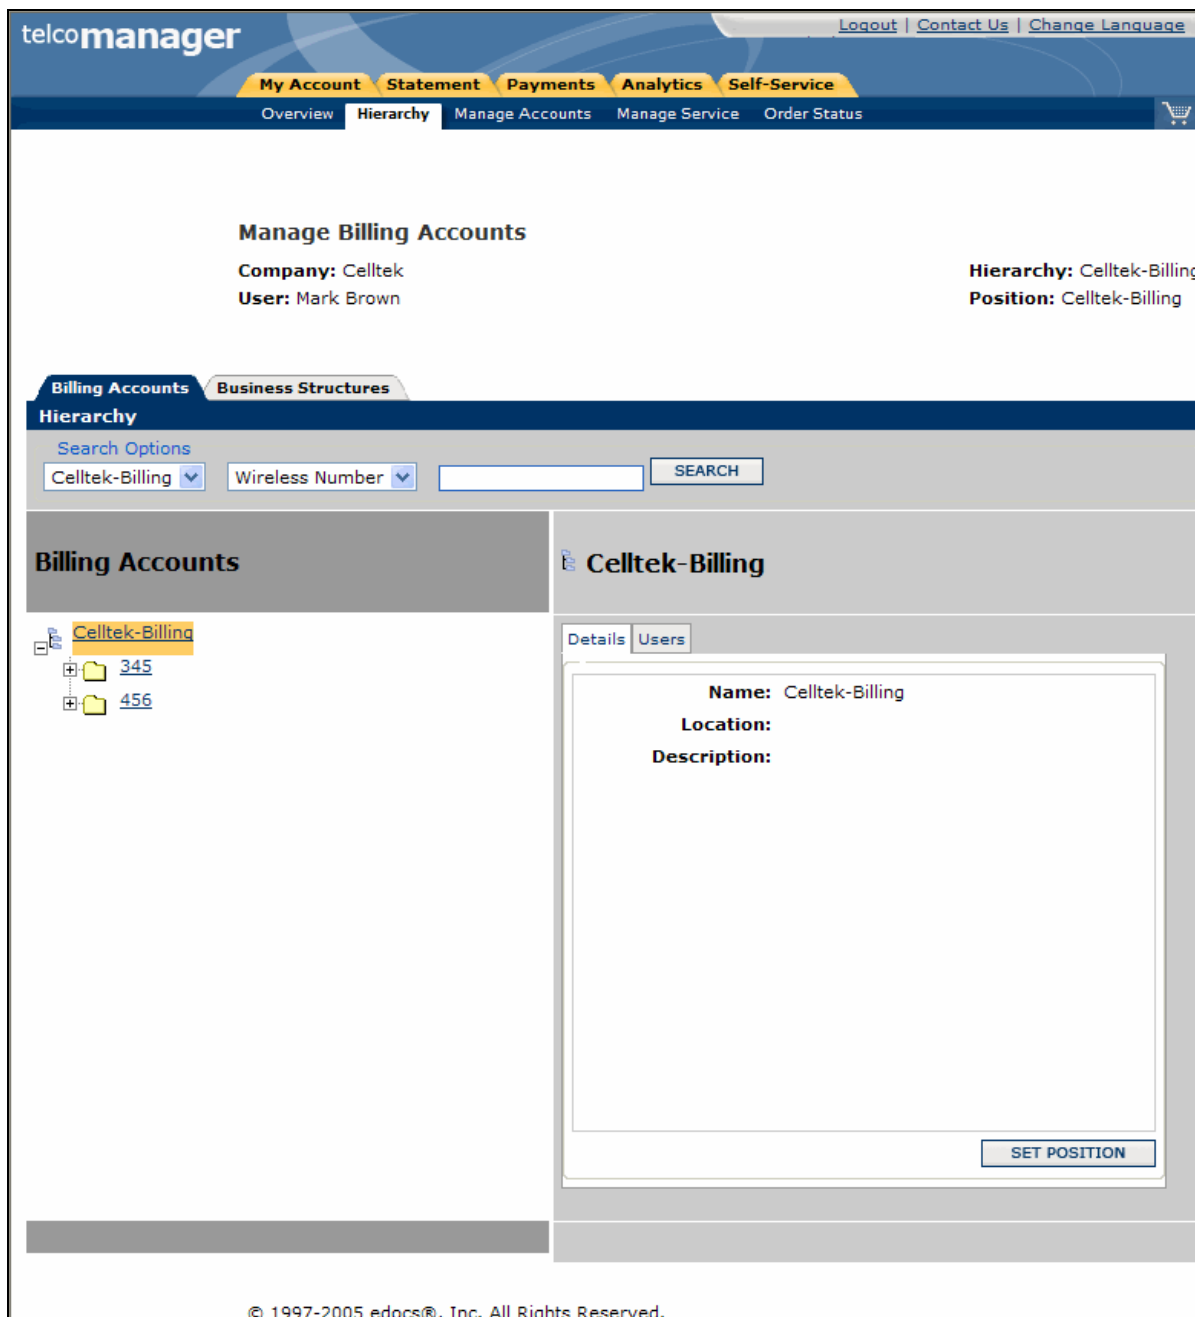 telcomanager
Logout | Contact Us | Change Language
My Account Statement Payments Analytics Self-Service
Overview Hierarchy Manage Accounts Manage Service Order Status
Manage Billing Accounts
Company: Celltek
Hierarchy: Celltek-Billing
User: Mark Brown
Position: Celltek-Billing
Billing Accounts Business Structures
Hierarchy
Search Options
Celltek-Billing Wireless Number SEARCH
Billing Accounts
Celltek-Billing
Celltek-Billing
345
456
Details Users
Name: Celltek-Billing
Location:
Description:
SET POSITION
© 1997-2005 edocs®, Inc. All Rights Reserved.